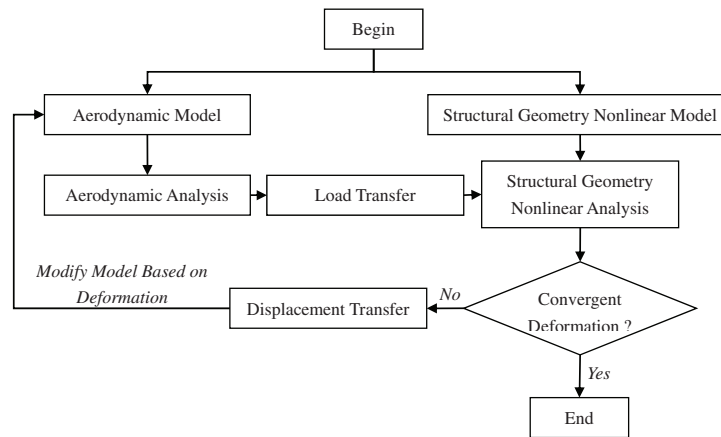 Begin
Aerodynamic Model
Structural Geometry Nonlinear Model
Aerodynamic Analysis
Load Transfer
Structural Geometry
Nonlinear Analysis
Modify Model Based on
Deformation
Displacement Transfer
No
Convergent
Deformation ?
Yes
End